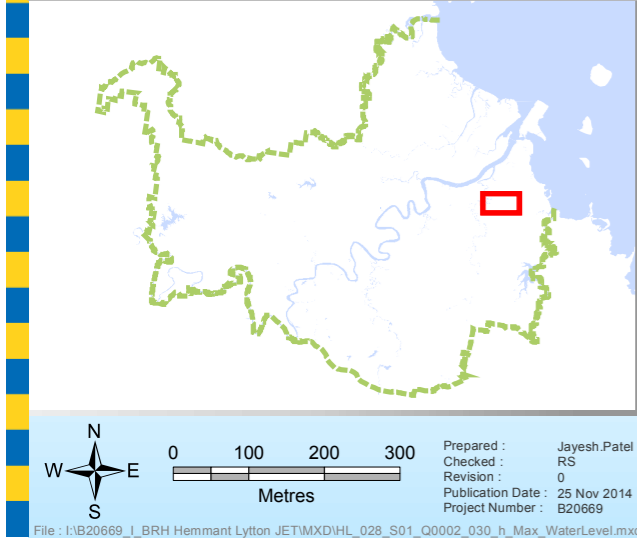 N
W E
S
0 100 200 300
Metres
Prepared : Jayesh.Patel
Checked : RS
Revision : 0
Publication Date : 25 Nov 2014
Project Number : B20669
File : I:\B20669_I_BRH Hemmant Lytton JET\MXD\HL_028_S01_Q0002_030_h_Max_WaterLevel.mxd